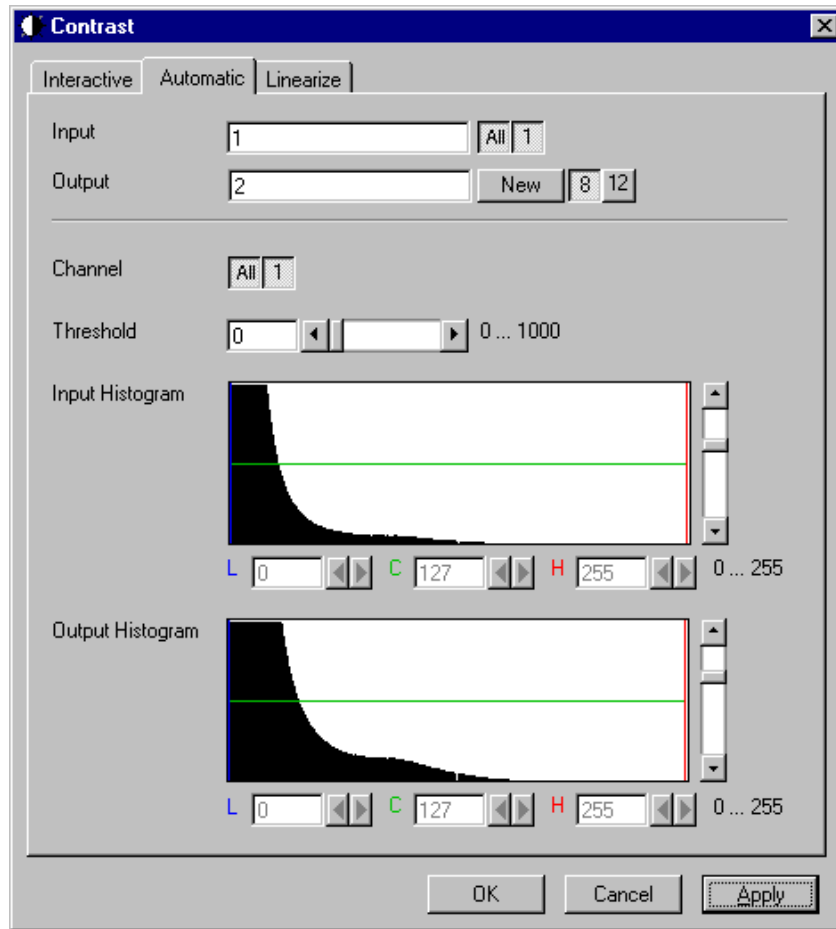 Contrast
Interactive Automatic Linearize
Input 1 All 1
Output 2 New 8 12
Channel All 1
Threshold 0 0 ... 1000
Input Histogram
L 0 C 127 H 255 0 ... 255
Output Histogram
L 0 C 127 H 255 0 ... 255
OK Cancel Apply